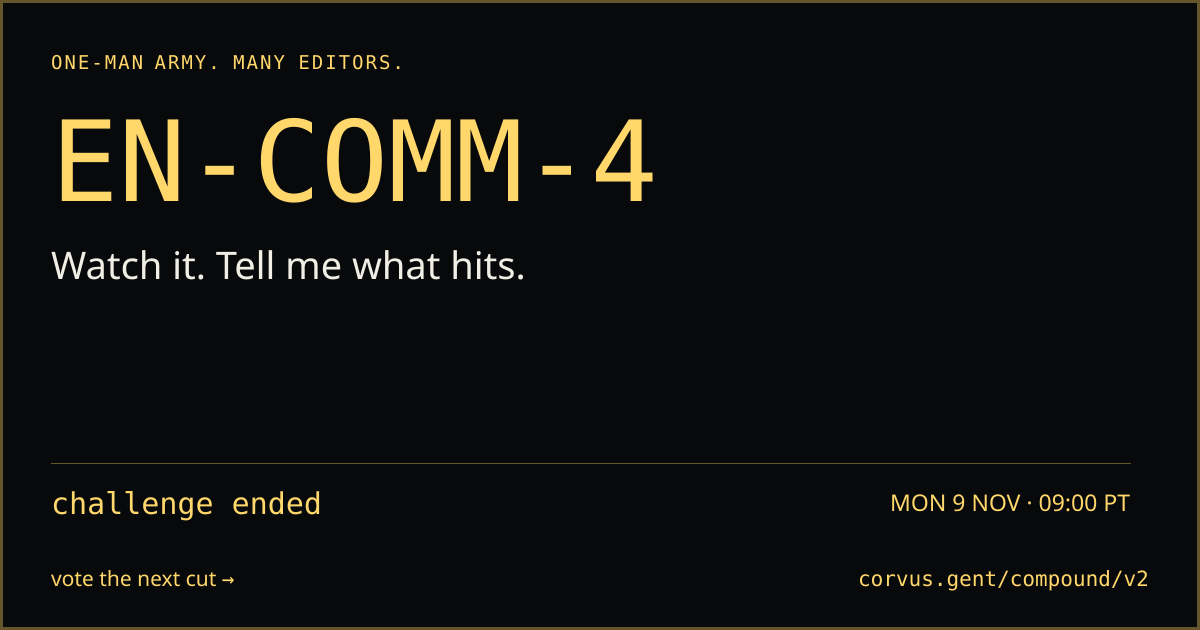 ONE-MAN ARMY. MANY EDITORS.
EN-COMM-4
Watch it. Tell me what hits.
challenge ended
MON 9 NOV · 09:00 PT
vote the next cut →
corvus.gent/compound/v2